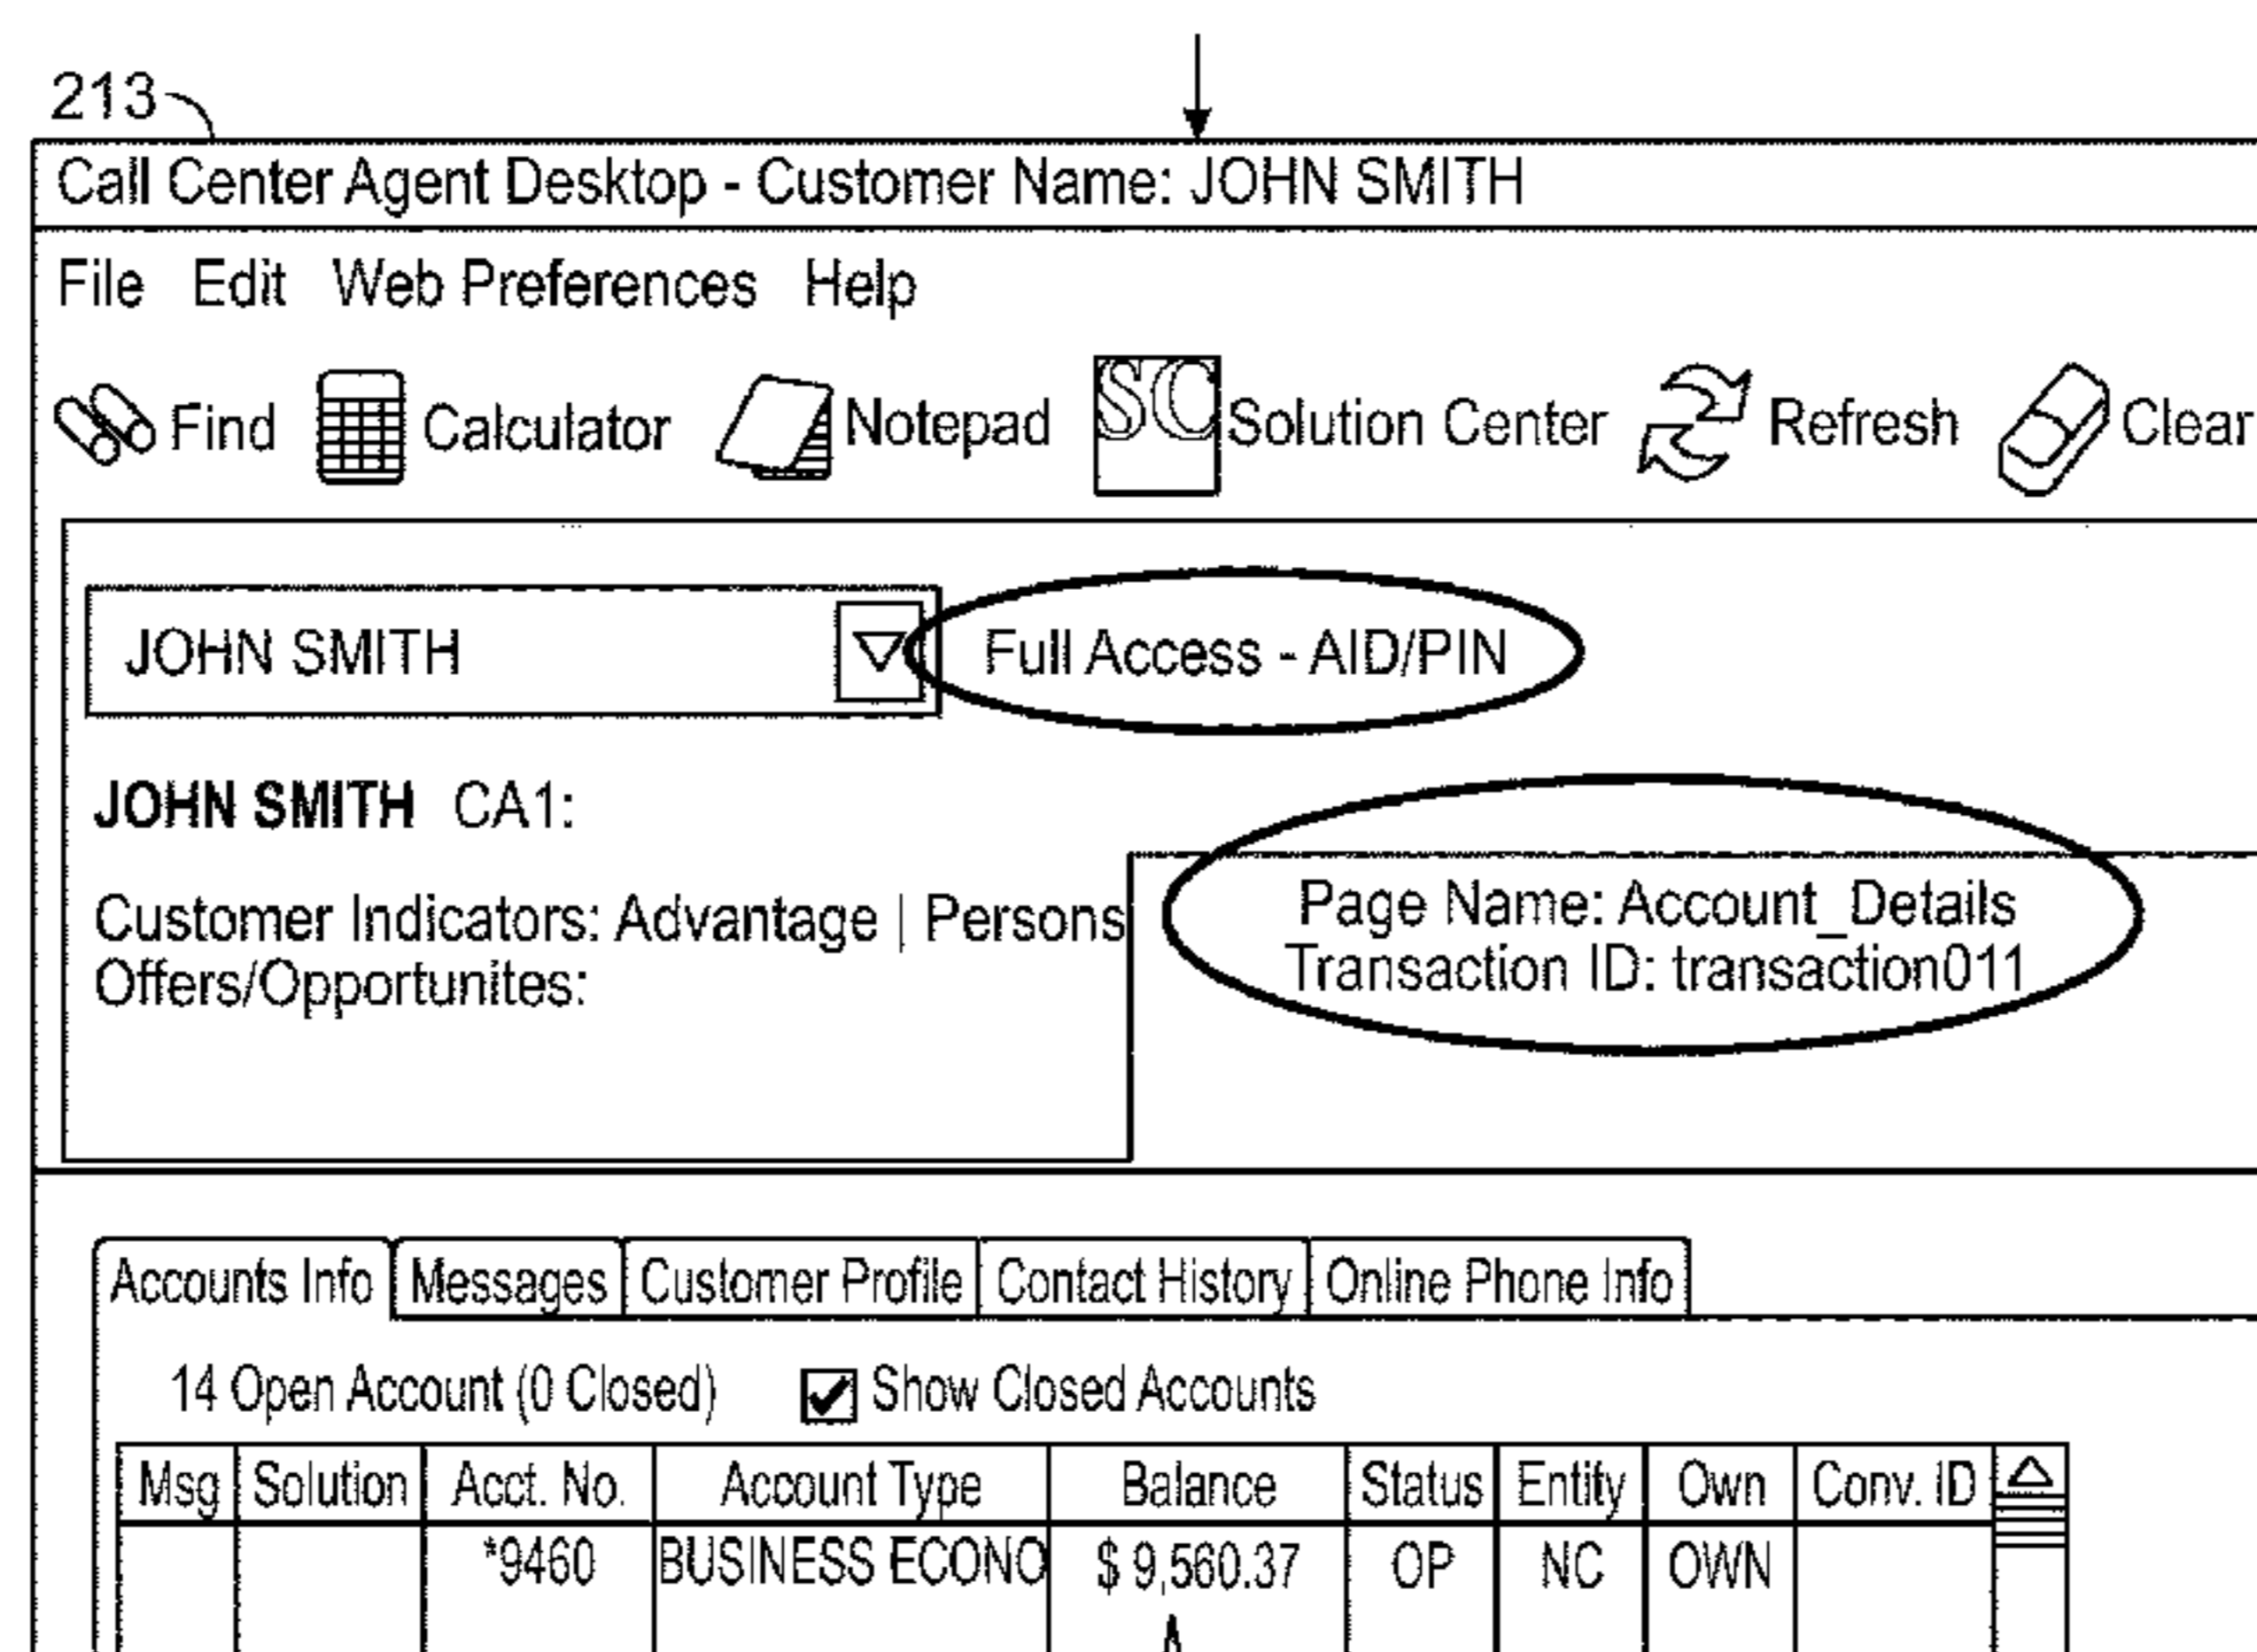 213
Call Center Agent Desktop - Customer Name: JOHN SMITH
File Edit Web Preferences Help
Find Calculator Notepad SC Solution Center Refresh Clear
JOHN SMITH Full Access - AID/PIN
JOHN SMITH CA1:
Customer Indicators: Advantage | Persons
Offers/Opportunites:
Page Name: Account_Details
Transaction ID: transaction011
Accounts Info Messages Customer Profile Contact History Online Phone Info
14 Open Account (0 Closed) Show Closed Accounts
Msg Solution Acct. No. Account Type Balance Status Entity Own Conv. ID
*9460 BUSINESS ECONO $ 9,560.37 OP NC OWN